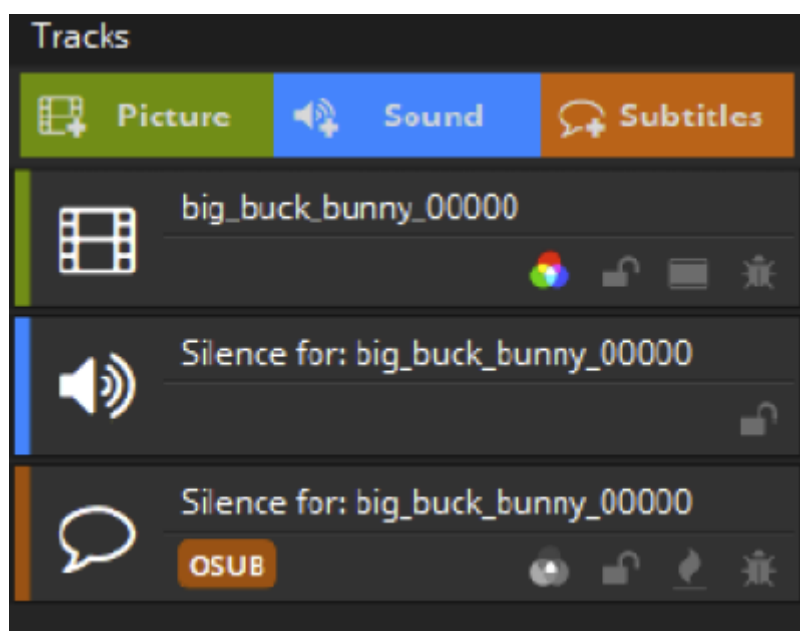 Tracks
Picture Sound Subtitles
big_buck_bunny_00000
Silence for: big_buck_bunny_00000
Silence for: big_buck_bunny_00000
OSUB